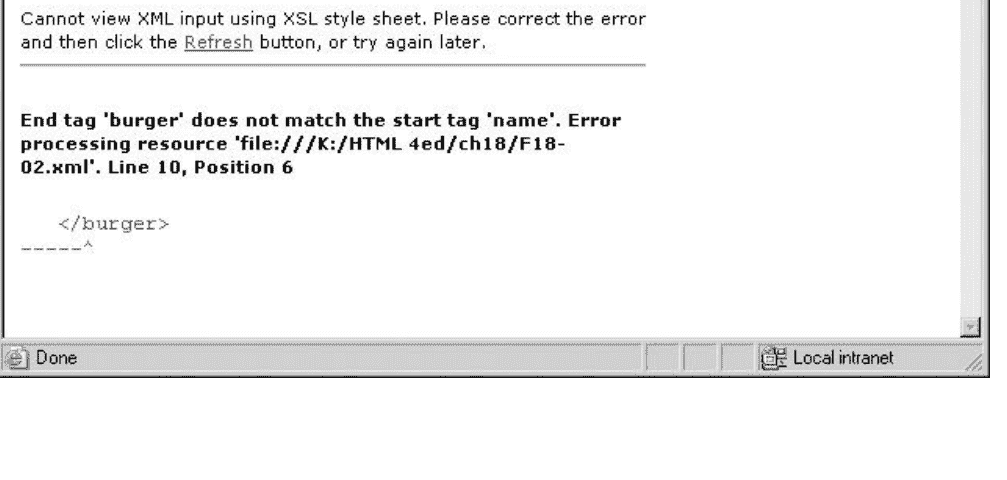 Cannot view XML input using XSL style sheet. Please correct the error
and then click the Refresh button, or try again later.
End tag 'burger' does not match the start tag 'name'. Error
processing resource 'file:///K:/HTML 4ed/ch18/F18-
02.xml'. Line 10, Position 6
</burger>
-----^
Done
Local intranet